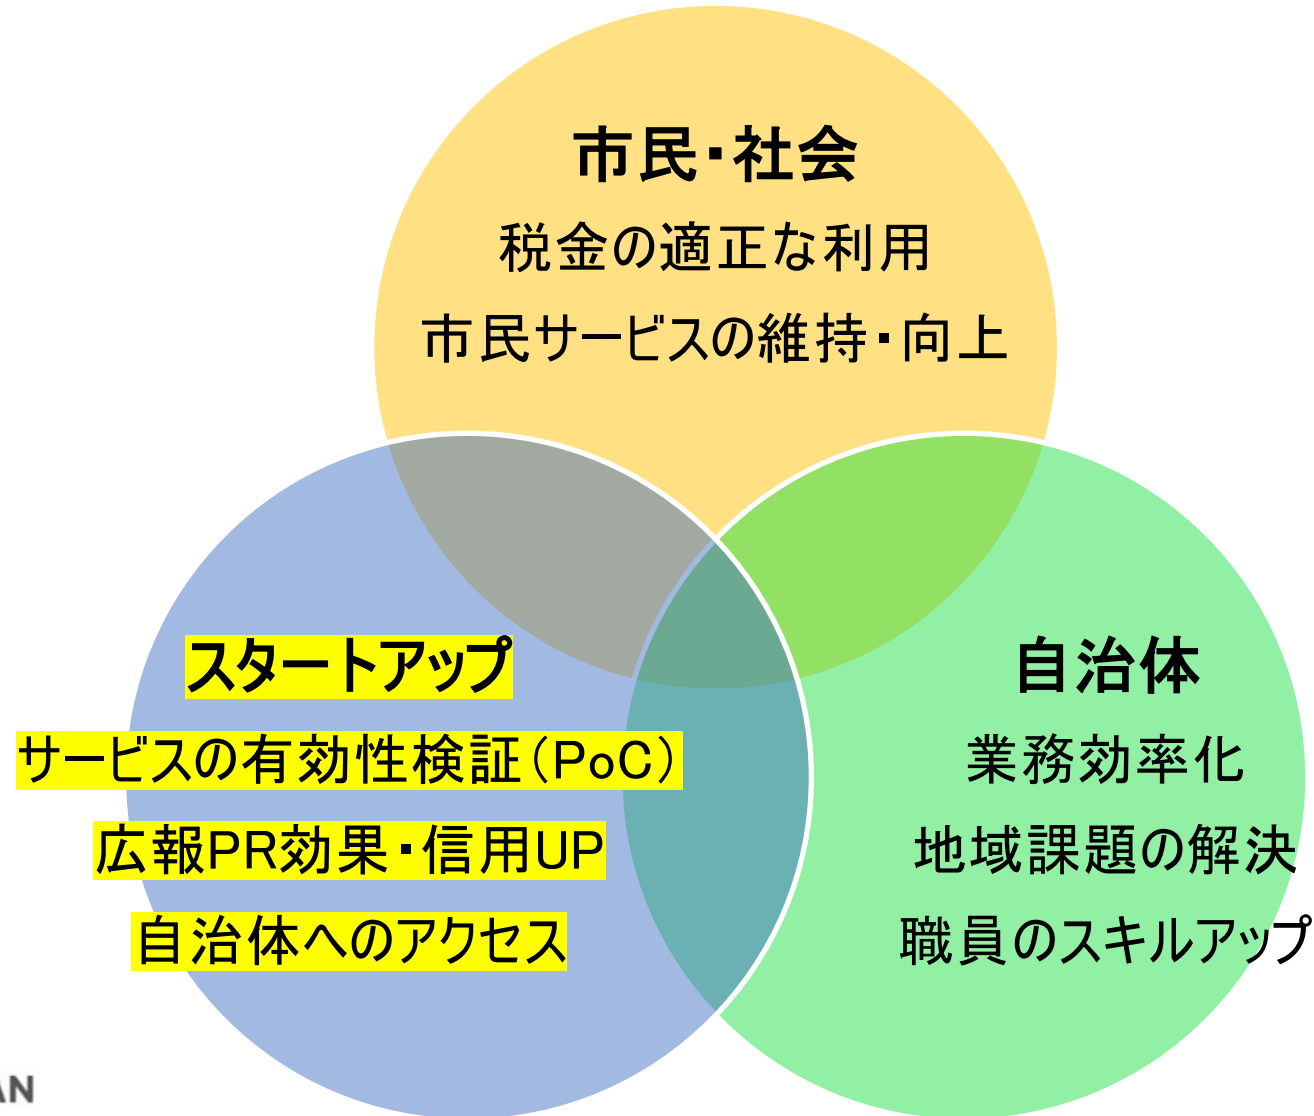 市民・社会
税金の適正な利用
市民サービスの維持・向上
スタートアップ
サービスの有効性検証(PoC)
広報PR効果・信用UP
自治体へのアクセス
自治体
業務効率化
地域課題の解決
職員のスキルアップ